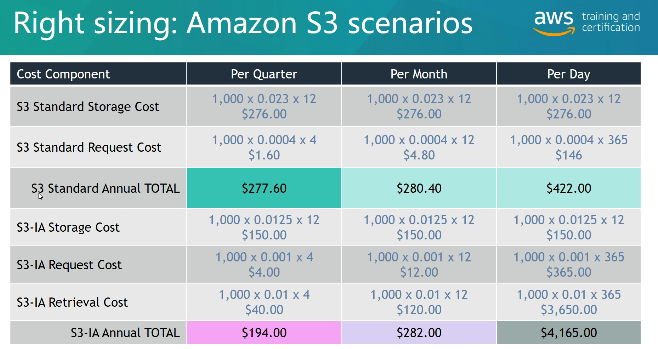 Right sizing: Amazon S3 scenarios
aws training and certification
Cost Component Per Quarter Per Month Per Day
S3 Standard Storage Cost 1,000 x 0.023 x 12 1,000 x 0.023 x 12 1,000 x 0.023 x 12
$276.00 $276.00 $276.00
S3 Standard Request Cost 1,000 x 0.0004 x 4 1,000 x 0.0004 x 12 1,000 x 0.0004 x 365
$1.60 $4.80 $146
S3 Standard Annual TOTAL $277.60 $280.40 $422.00
S3-IA Storage Cost 1,000 x 0.0125 x 12 1,000 x 0.0125 x 12 1,000 x 0.0125 x 12
$150.00 $150.00 $150.00
S3-IA Request Cost 1,000 x 0.001 x 4 1,000 x 0.001 x 12 1,000 x 0.001 x 365
$4.00 $12.00 $365.00
S3-IA Retrieval Cost 1,000 x 0.01 x 4 1,000 x 0.01 x 12 1,000 x 0.01 x 365
$40.00 $120.00 $3,650.00
S3-IA Annual TOTAL $194.00 $282.00 $4,165.00